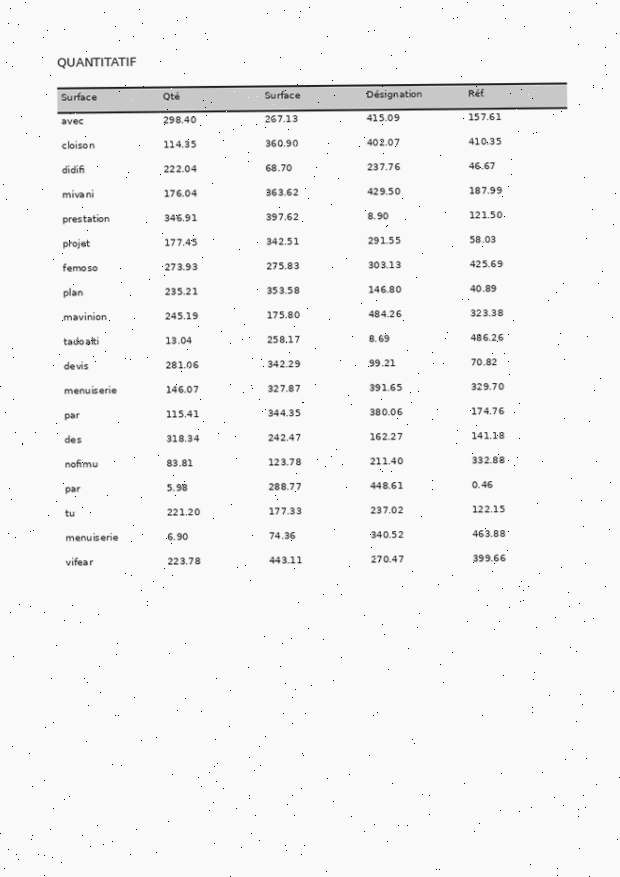 QUANTITATIF
Surface Qté Surface Désignation Réf.
avec 298.40 267.13 415.09 157.61
cloison 114.35 360.90 402.07 410.35
didifi 222.04 68.70 237.76 46.67
mivani 176.04 363.62 429.50 187.99
prestation 346.91 397.62 8.90 121.50
projet 177.45 342.51 291.55 58.03
femoso 273.93 275.83 303.13 425.69
plan 235.21 353.58 146.80 40.89
mavinion 245.19 175.80 484.26 323.38
tadoatti 13.04 258.17 8.69 486.26
devis 281.06 342.29 99.21 70.82
menuiserie 146.07 327.87 391.65 329.70
par 115.41 344.35 380.06 174.76
des 318.34 242.47 162.27 141.18
nofimu 83.81 123.78 211.40 332.88
par 5.98 288.77 448.61 0.46
tu 221.20 177.33 237.02 122.15
menuiserie 6.90 74.36 340.52 463.88
vifear 223.78 443.11 270.47 399.66